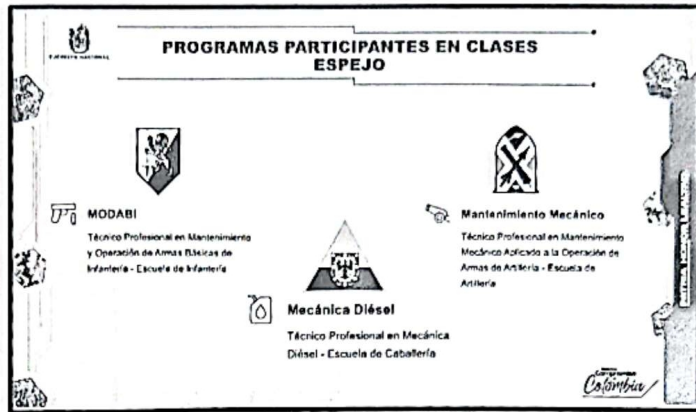 EJÉRCITO NACIONAL
PROGRAMAS PARTICIPANTES EN CLASES
ESPEJO
MODABI
Técnico Profesional en Mantenimiento
y Operación de Armas Básicas de
Infantería - Escuela de Infantería
Mecánica Diésel
Técnico Profesional en Mecánica
Diésel - Escuela de Caballería
Mantenimiento Mecánico
Técnico Profesional en Mantenimiento
Mecánico Aplicado a la Operación de
Armas de Artillería - Escuela de
Artillería
Colombia